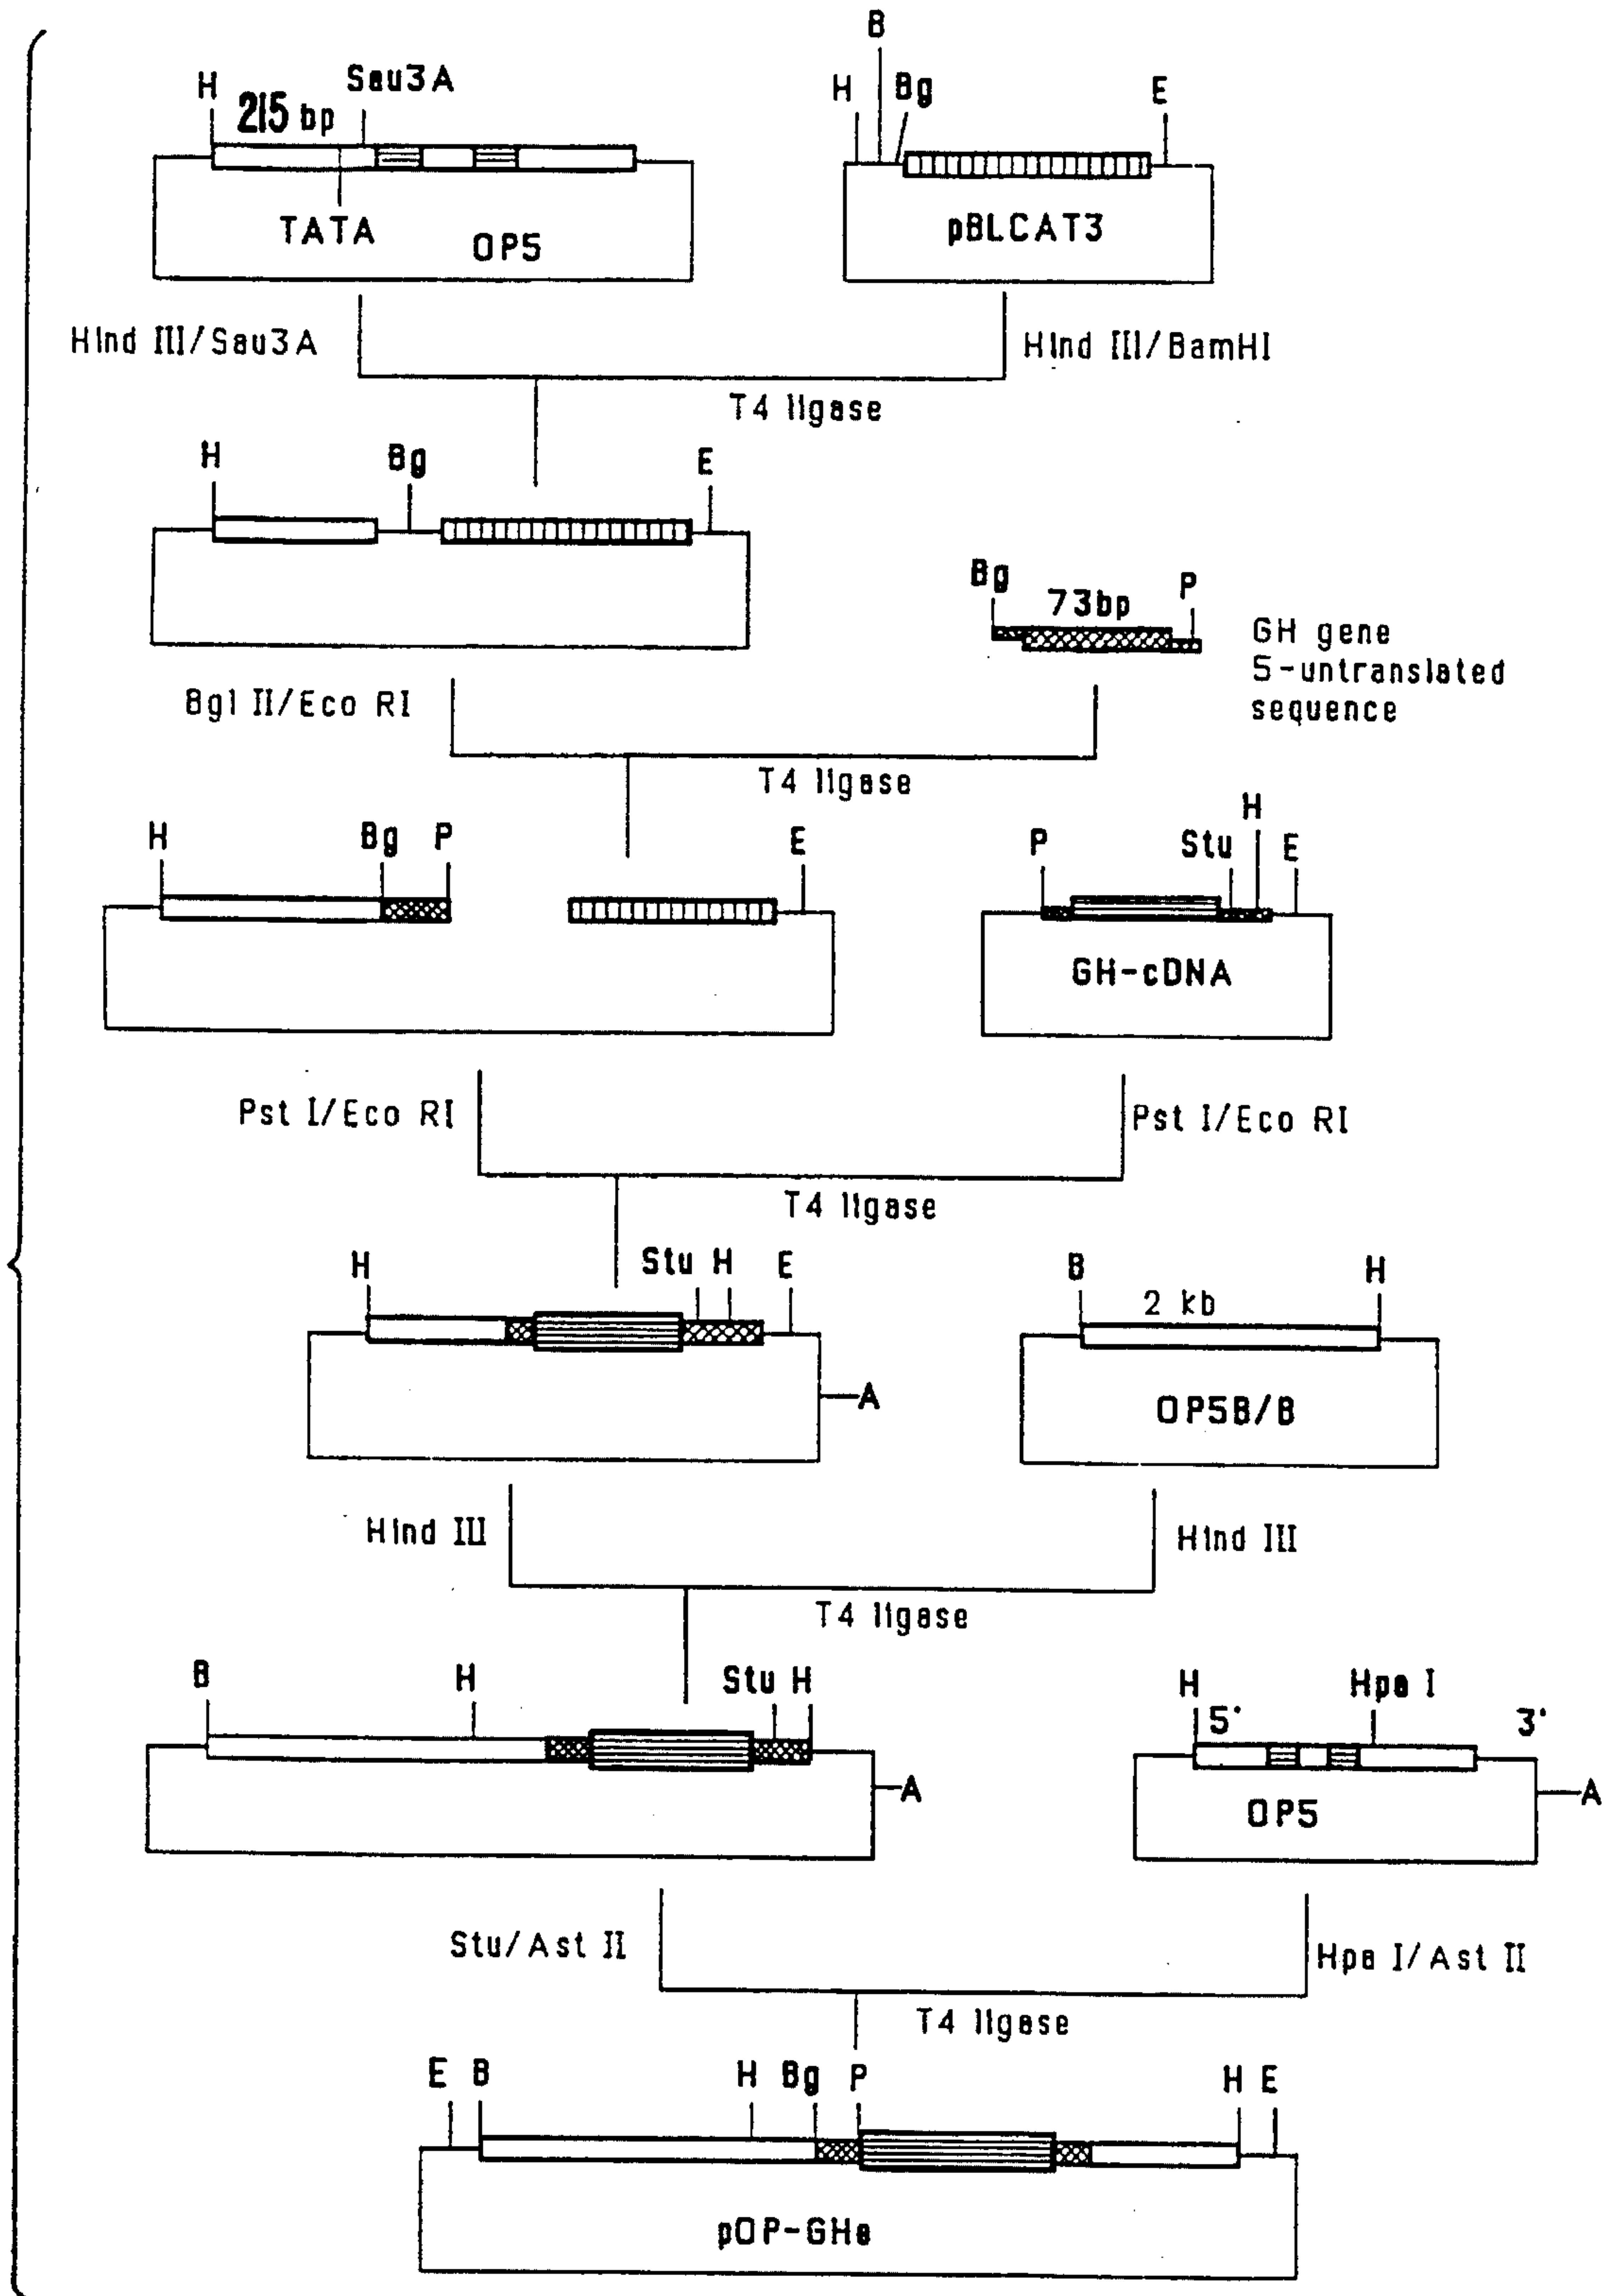 B
H
215 bp
Sau3A
H
Bg
E
TATA
OP5
pBLCAT3
Hind III/Sau3A
Hind III/BamHI
T4 ligase
H
Bg
E
Bg
73bp
P
GH gene
5-untranslated
sequence
Bgl II/Eco RI
T4 ligase
H
Bg
P
E
P
Stu
H
E
GH-cDNA
Pst I/Eco RI
Pst I/Eco RI
T4 ligase
H
Stu
H
E
B
2 kb
H
A
OP5B/B
Hind III
Hind III
T4 ligase
B
H
Stu
H
H
5'
Hpa I
3'
A
OP5
A
Stu/Ast II
Hpa I/Ast II
T4 ligase
E
B
H
Bg
P
H
E
pOP-GHe